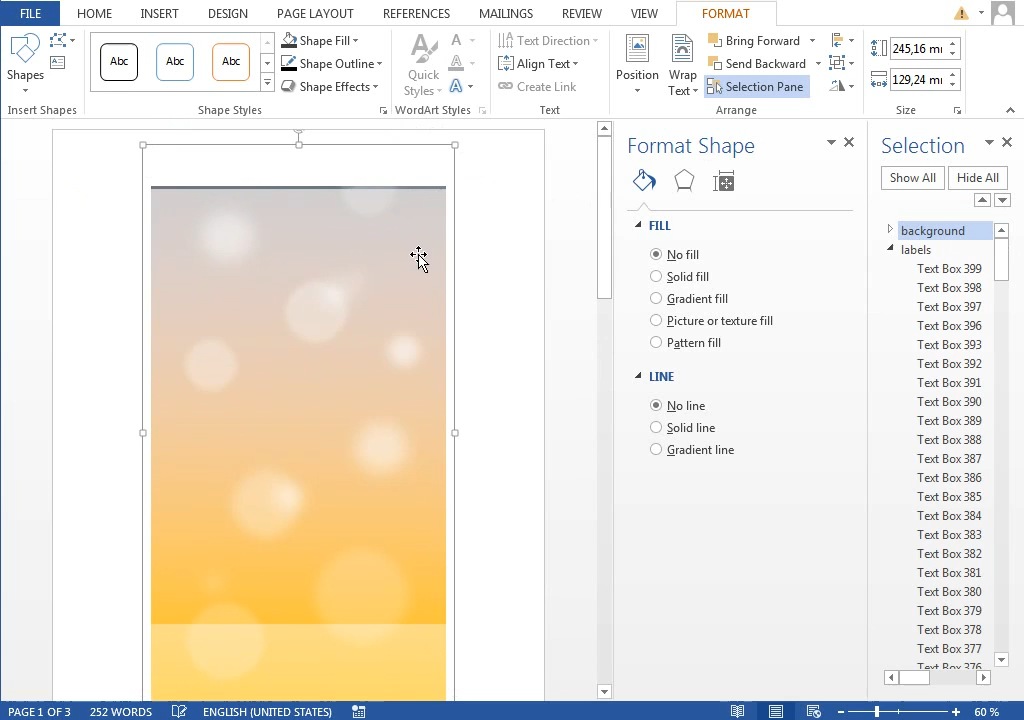 FILE HOME INSERT DESIGN PAGE LAYOUT REFERENCES MAILINGS REVIEW VIEW FORMAT
Shapes
Insert Shapes
Abc Abc Abc
Shape Fill
Shape Outline
Shape Effects
Shape Styles
Quick
Styles
WordArt Styles
Text Direction
Align Text
Create Link
Text
Position
Wrap
Text
Bring Forward
Send Backward
Selection Pane
Arrange
245,16 m
129,24 m
Size
Format Shape
FILL
No fill
Solid fill
Gradient fill
Picture or texture fill
Pattern fill
LINE
No line
Solid line
Gradient line
Selection
Show All Hide All
background
labels
Text Box 399
Text Box 398
Text Box 397
Text Box 396
Text Box 393
Text Box 392
Text Box 391
Text Box 390
Text Box 389
Text Box 388
Text Box 387
Text Box 386
Text Box 385
Text Box 384
Text Box 383
Text Box 382
Text Box 381
Text Box 380
Text Box 379
Text Box 378
Text Box 377
Text Box 376
PAGE 1 OF 3 252 WORDS ENGLISH (UNITED STATES) 60 %